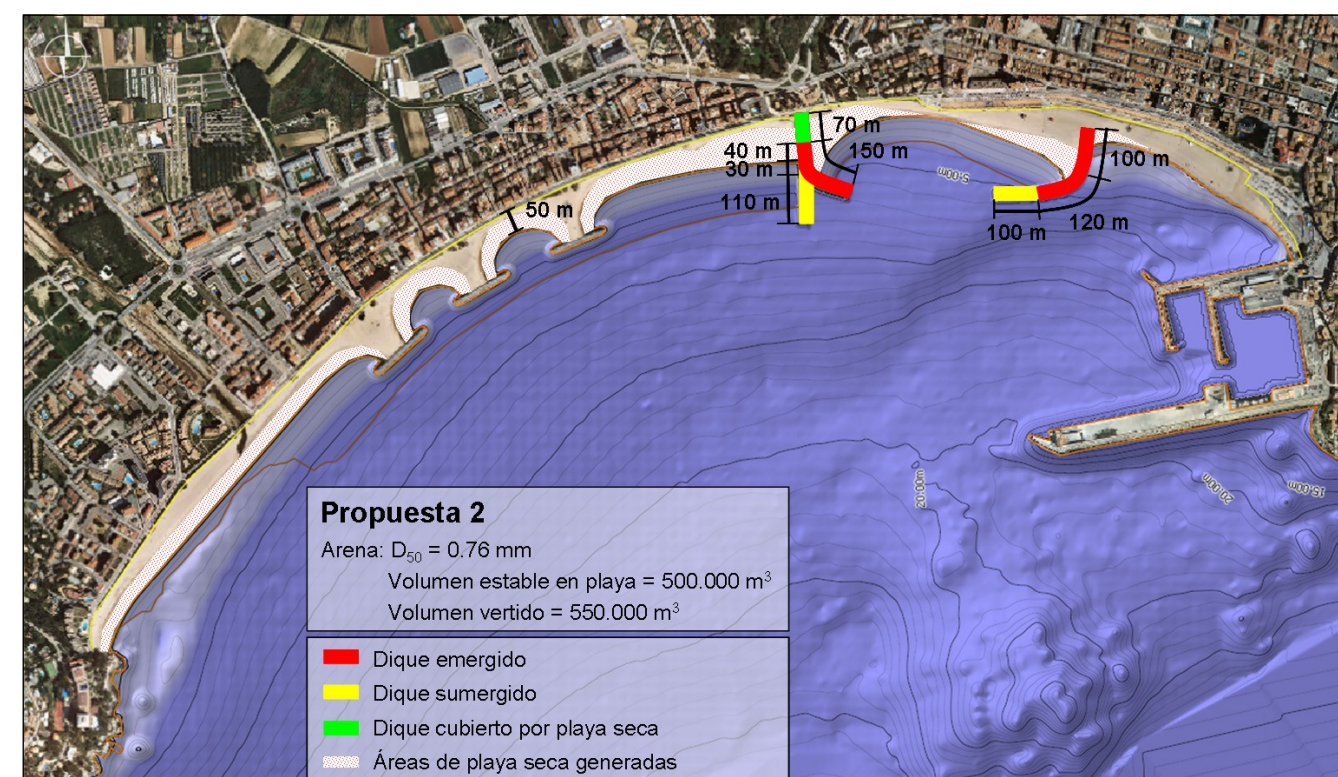 70 m
40 m
150 m
30 m
100 m
5.00m
110 m
50 m
120 m
100 m
20.00m
15.00m
20.00m
Propuesta 2
Arena: D50 = 0.76 mm
Volumen estable en playa = 500.000 m3
Volumen vertido = 550.000 m3
Dique emergido
Dique sumergido
Dique cubierto por playa seca
Áreas de playa seca generadas